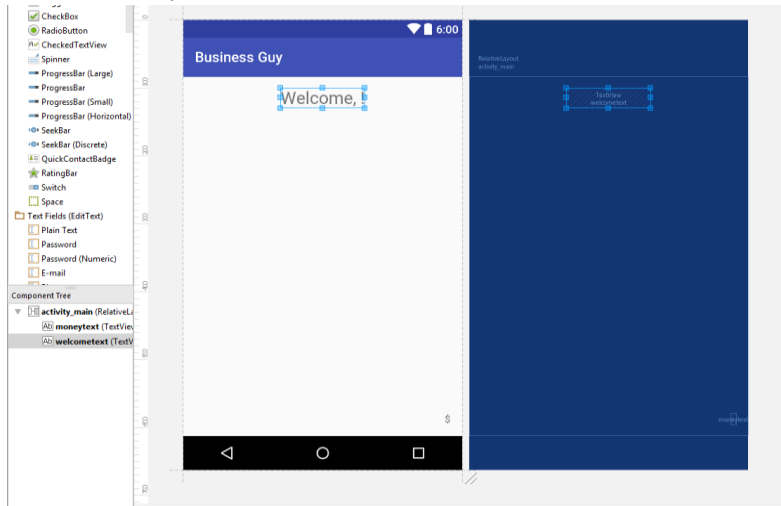 CheckBox
RadioButton
CheckedTextView
Spinner
ProgressBar (Large)
ProgressBar
ProgressBar (Small)
ProgressBar (Horizontal)
SeekBar
SeekBar (Discrete)
QuickContactBadge
RatingBar
Switch
Space
Text Fields (EditText)
Plain Text
Password
Password (Numeric)
E-mail
Component Tree
activity_main (RelativeLa
moneytext (TextView
welcometext (TextV
6:00
Business Guy
Welcome, !
$
RelativeLayout
activity_main
TextView
welcometext
moneytext